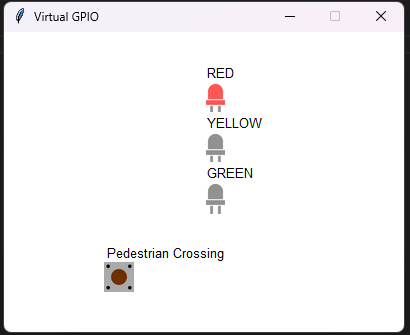 Virtual GPIO
RED
YELLOW
GREEN
Pedestrian Crossing